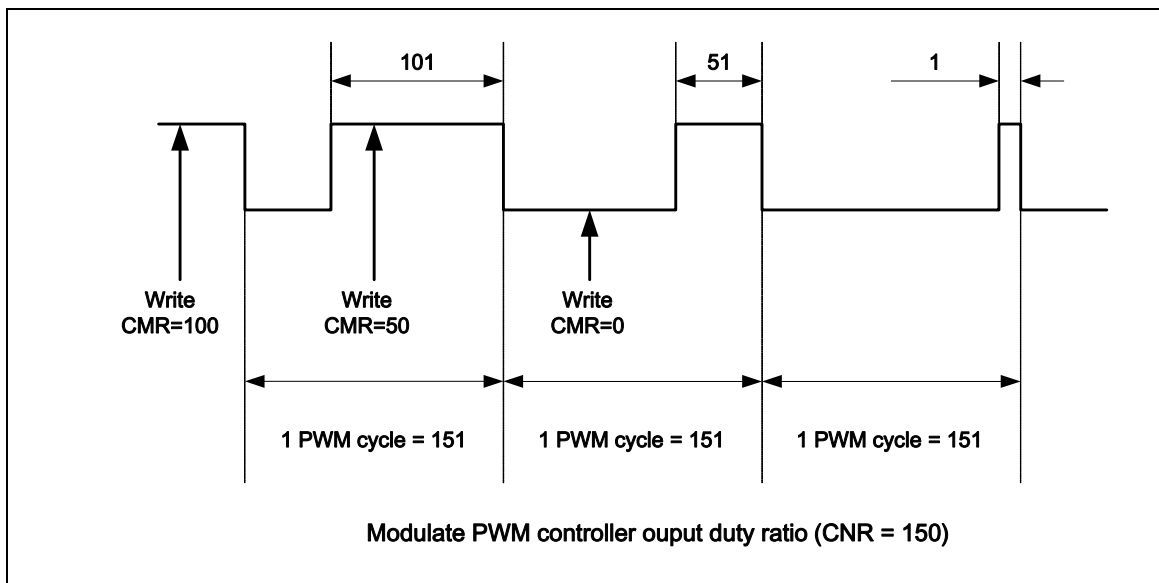 101
51
1
Write
CMR=100
Write
CMR=50
Write
CMR=0
1 PWM cycle = 151
1 PWM cycle = 151
1 PWM cycle = 151
Modulate PWM controller ouput duty ratio (CNR = 150)